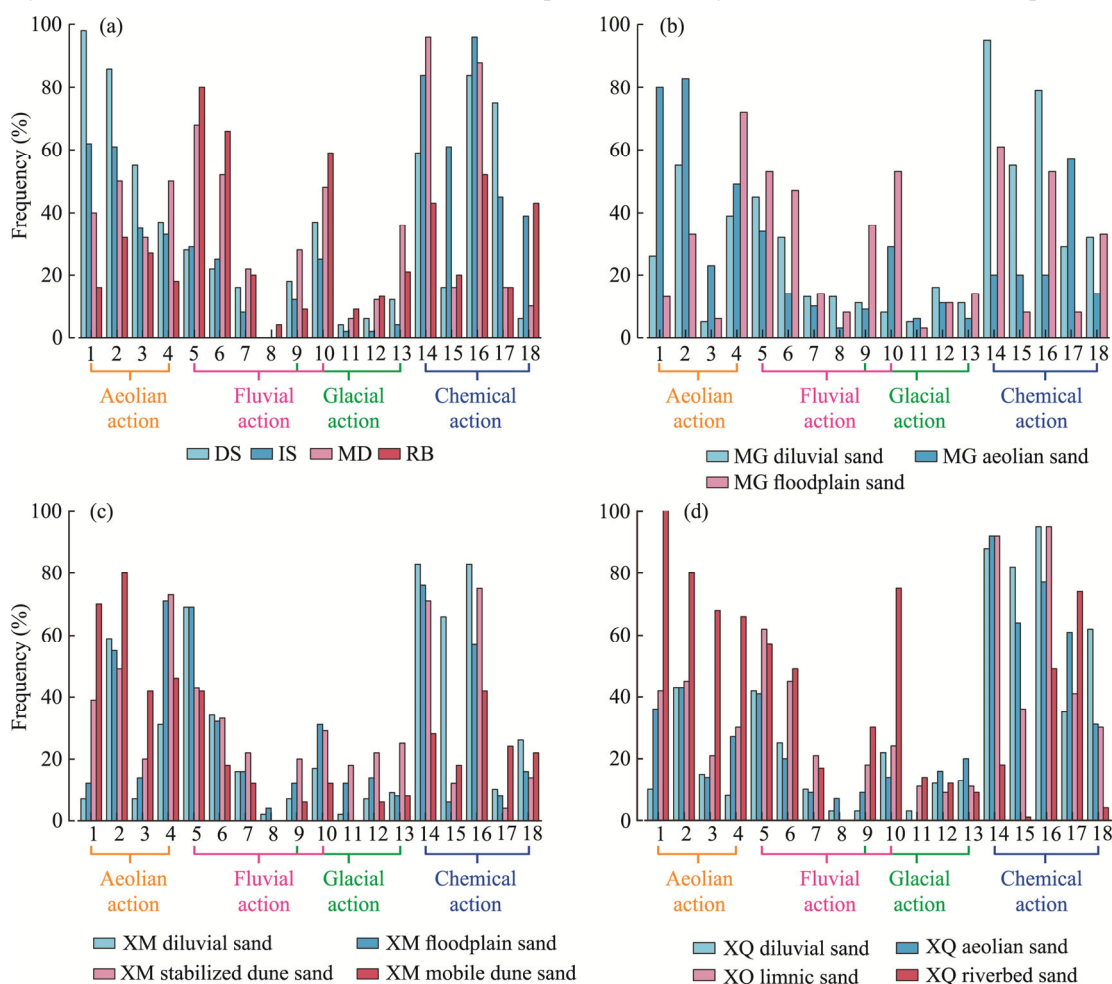 (a)
100
80
60
40
20
0
Frequency (%)
1 2 3 4 5 6 7 8 9 10 11 12 13 14 15 16 17 18
Aeolian action
Fluvial action
Glacial action
Chemical action
DS IS MD RB
(b)
100
80
60
40
20
0
1 2 3 4 5 6 7 8 9 10 11 12 13 14 15 16 17 18
Aeolian action
Fluvial action
Glacial action
Chemical action
MG diluvial sand MG aeolian sand
MG floodplain sand
(c)
100
80
60
40
20
0
Frequency (%)
1 2 3 4 5 6 7 8 9 10 11 12 13 14 15 16 17 18
Aeolian action
Fluvial action
Glacial action
Chemical action
XM diluvial sand XM floodplain sand
XM stabilized dune sand XM mobile dune sand
(d)
100
80
60
40
20
0
1 2 3 4 5 6 7 8 9 10 11 12 13 14 15 16 17 18
Aeolian action
Fluvial action
Glacial action
Chemical action
XQ diluvial sand XQ aeolian sand
XQ limnic sand XQ riverbed sand